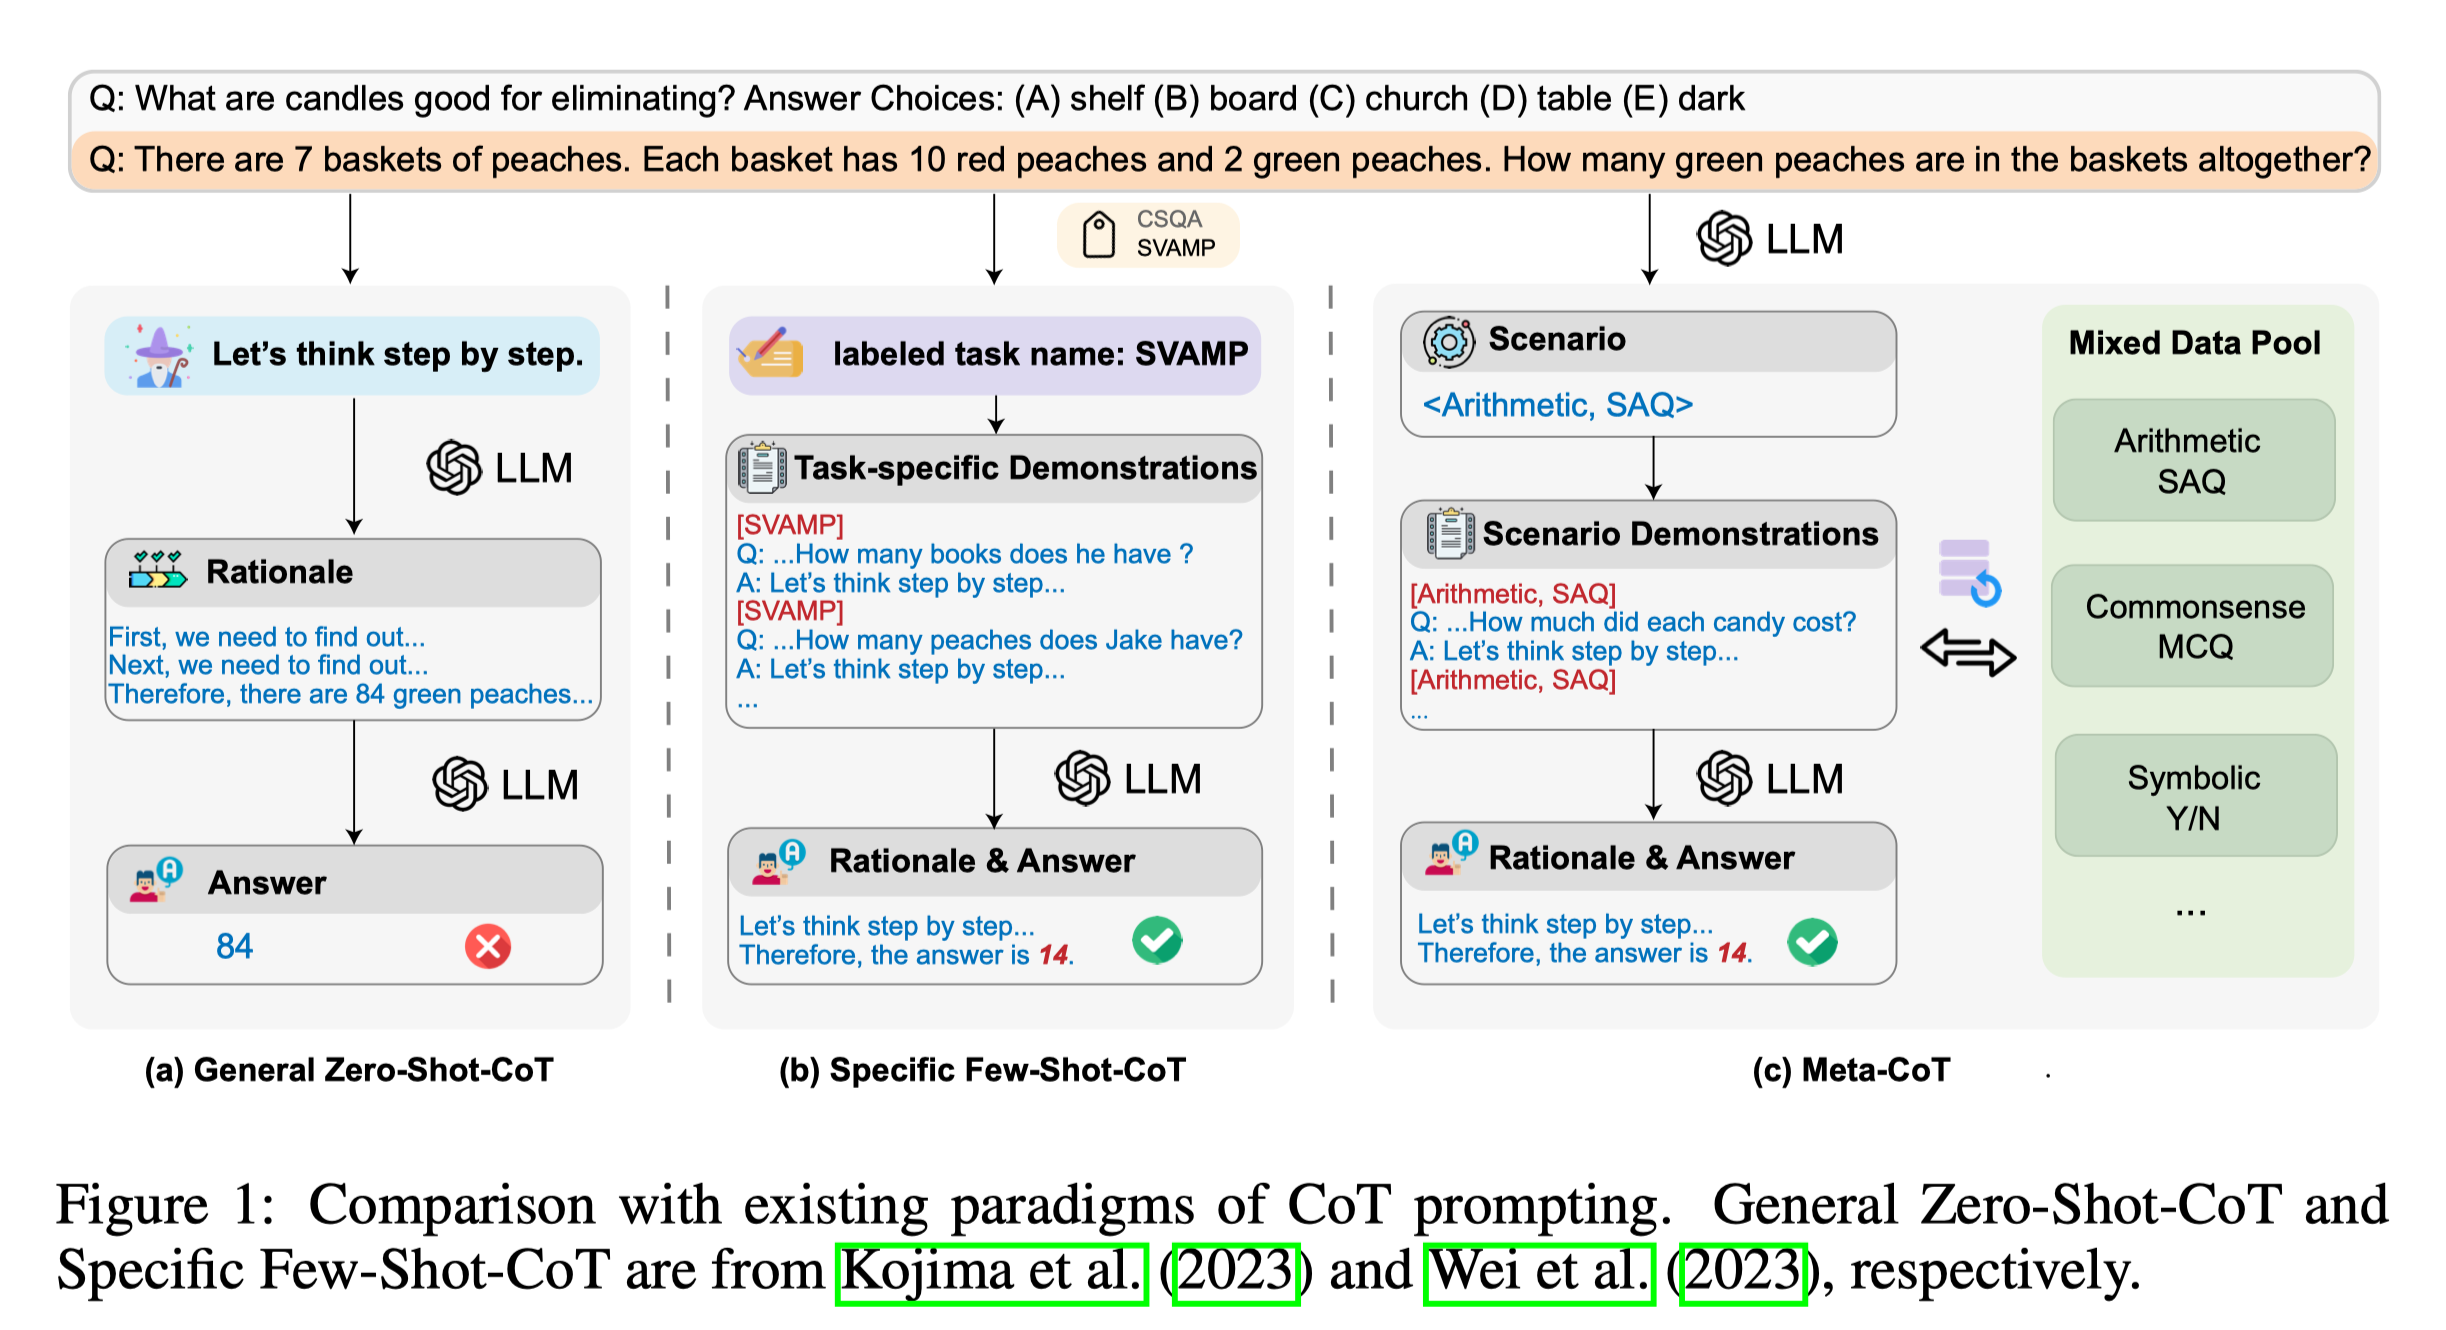 Q: What are candles good for eliminating? Answer Choices: (A) shelf (B) board (C) church (D) table (E) dark
Q: There are 7 baskets of peaches. Each basket has 10 red peaches and 2 green peaches. How many green peaches are in the baskets altogether?
CSQA
SVAMP
LLM
Let's think step by step.
LLM
Rationale
First, we need to find out...
Next, we need to find out...
Therefore, there are 84 green peaches...
LLM
Answer
84
(a) General Zero-Shot-CoT
labeled task name: SVAMP
Task-specific Demonstrations
[SVAMP]
Q: ...How many books does he have ?
A: Let's think step by step...
[SVAMP]
Q: ...How many peaches does Jake have?
A: Let's think step by step...
...
LLM
Rationale & Answer
Let's think step by step...
Therefore, the answer is 14.
(b) Specific Few-Shot-CoT
Scenario
<Arithmetic, SAQ>
Scenario Demonstrations
[Arithmetic, SAQ]
Q: ...How much did each candy cost?
A: Let's think step by step...
[Arithmetic, SAQ]
...
LLM
Rationale & Answer
Let's think step by step...
Therefore, the answer is 14.
Mixed Data Pool
Arithmetic
SAQ
Commonsense
MCQ
Symbolic
Y/N
...
(c) Meta-CoT
.
Figure 1: Comparison with existing paradigms of CoT prompting. General Zero-Shot-CoT and
Specific Few-Shot-CoT are from Kojima et al. (2023) and Wei et al. (2023), respectively.